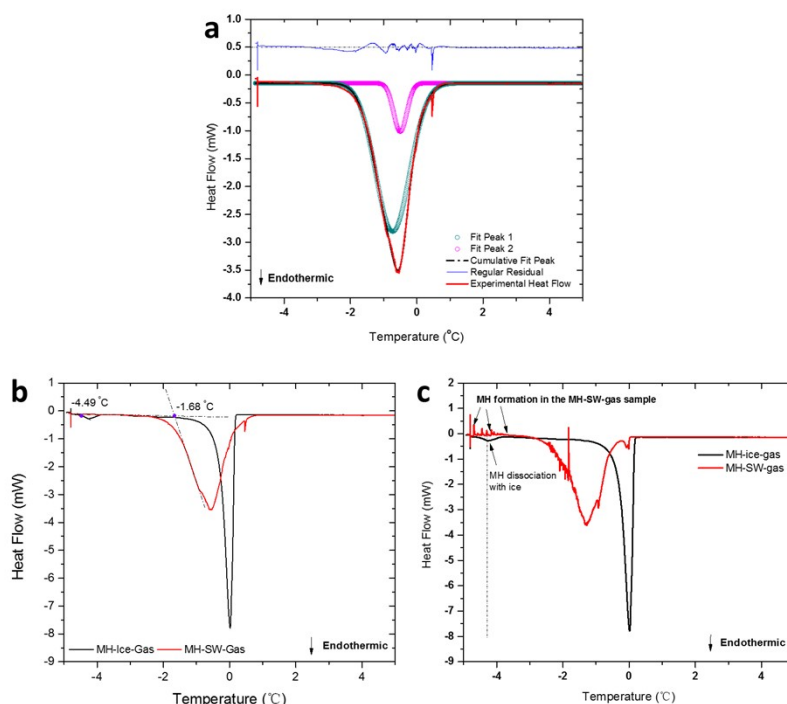 a
1.0
0.5
0.0
-0.5
-1.0
-1.5
-2.0
-2.5
-3.0
-3.5
-4.0
Heat Flow (mW)
Fit Peak 1
Fit Peak 2
Cumulative Fit Peak
Regular Residual
Experimental Heat Flow
Endothermic
-4 -2 0 2 4
Temperature (°C)
b
1
0
-1
-2
-3
-4
-5
-6
-7
-8
-9
Heat Flow (mW)
-4.49 °C
-1.68 °C
MH-Ice-Gas
MH-SW-Gas
Endothermic
-4 -2 0 2 4
Temperature (℃)
c
2
1
0
-1
-2
-3
-4
-5
-6
-7
-8
-9
Heat Flow (mW)
MH formation in the MH-SW-gas sample
MH dissociation
with ice
MH-ice-gas
MH-SW-gas
Endothermic
-4 -2 0 2 4
Temperature (℃)